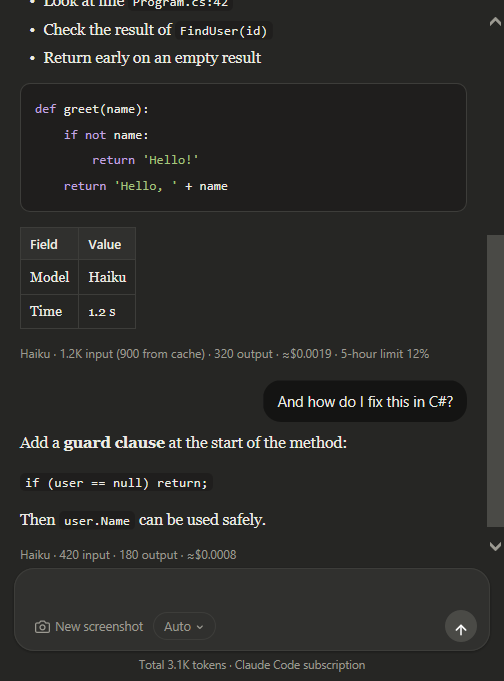 • Look at line Program.cs:42
• Check the result of FindUser(id)
• Return early on an empty result
def greet(name):
    if not name:
        return 'Hello!'
    return 'Hello, ' + name
Field Value
Model Haiku
Time 1.2 s
Haiku · 1.2K input (900 from cache) · 320 output · ≈$0.0019 · 5-hour limit 12%
And how do I fix this in C#?
Add a guard clause at the start of the method:
if (user == null) return;
Then user.Name can be used safely.
Haiku · 420 input · 180 output · ≈$0.0008
New screenshot Auto
Total 3.1K tokens · Claude Code subscription